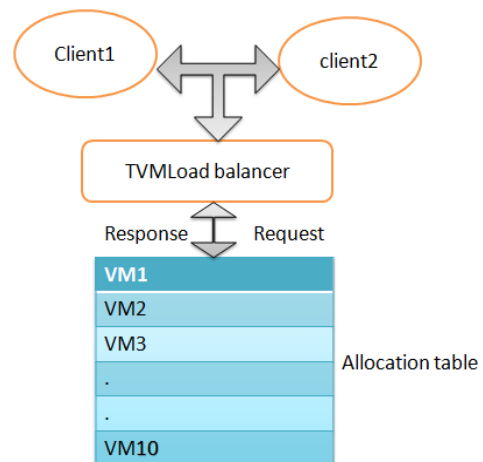 Client1
client2
TVMLoad balancer
Response
Request
VM1
VM2
VM3
.
.
VM10
Allocation table